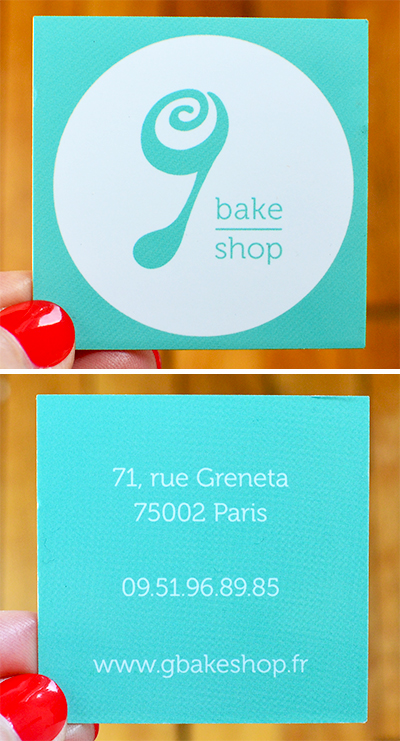 g
bake
shop
71, rue Greneta
75002 Paris
09.51.96.89.85
www.gbakeshop.fr